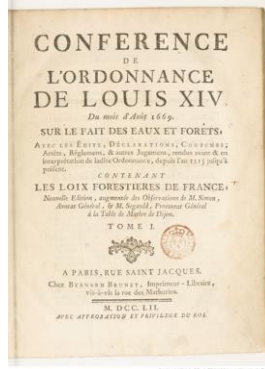 CONFERENCE
DE
L'ORDONNANCE
DE LOUIS XIV.
Du mois d'Août 1669.
SUR LE FAIT DES EAUX ET FORÊTS,
AVEC LES ÉDITS, DÉCLARATIONS, COUTUMES,
Arrêts, Réglemens, & autres Jugemens, rendus avant & en
interprétation de ladite Ordonnance, depuis l'an 1115 jusqu'à
présent.
CONTENANT
LES LOIX FORESTIERES DE FRANCE,
Nouvelle Edition, augmentée des Observations de M. Simon,
Avocat Général, & M. Segauld, Procureur Général
à la Table de Marbre de Dijon.
TOME I.
A PARIS, RUE SAINT JACQUES.
Chez BERNARD BRUNET, Imprimeur-Libraire,
vis-à-vis la rue des Mathurins.
M. DCC. LII.
AVEC APPROBATION ET PRIVILEGE DU ROI.